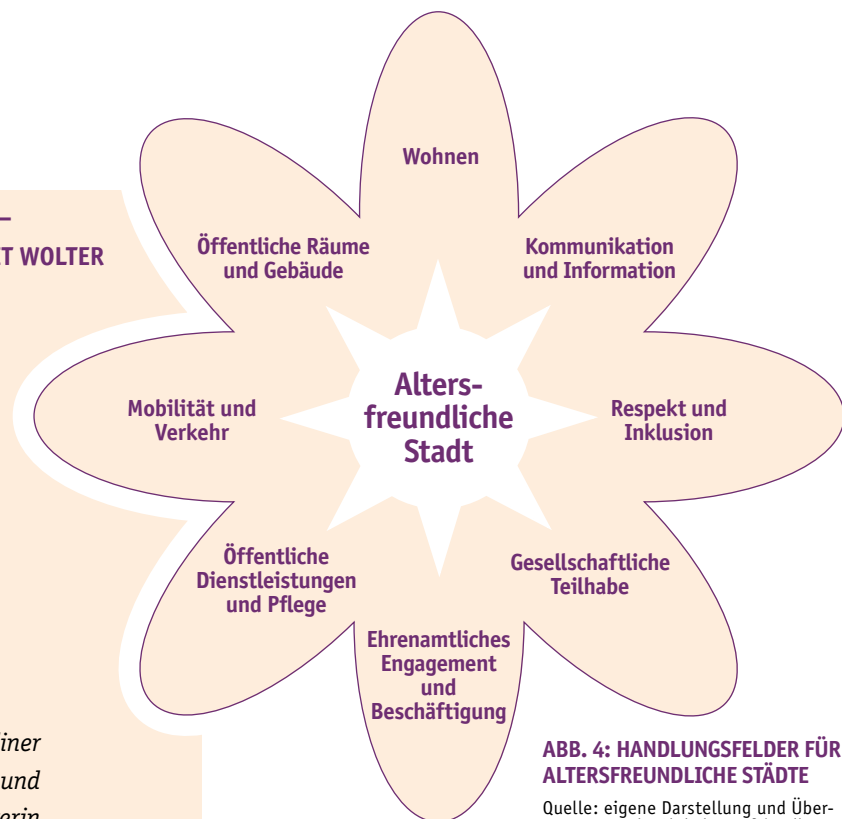 –
ET WOLTER
Wohnen
Öffentliche Räume
und Gebäude
Kommunikation
und Information
Mobilität und
Verkehr
Alters-
freundliche
Stadt
Respekt und
Inklusion
Öffentliche
Dienstleistungen
und Pflege
Gesellschaftliche
Teilhabe
Ehrenamtliches
Engagement
und
Beschäftigung
iner
und
erin
ABB. 4: HANDLUNGSFELDER FÜR
ALTERSFREUNDLICHE STÄDTE
Quelle: eigene Darstellung und Über-